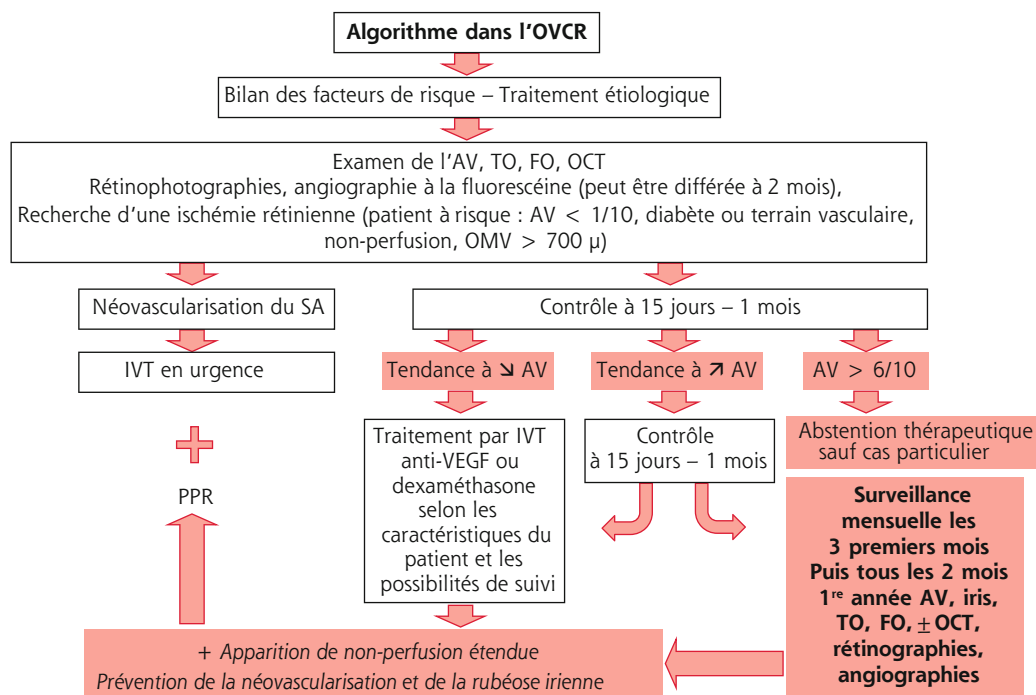 Algorithme dans l'OVCR
Bilan des facteurs de risque – Traitement étiologique
Examen de l'AV, TO, FO, OCT
Rétinophotographies, angiographie à la fluorescéine (peut être différée à 2 mois),
Recherche d'une ischémie rétinienne (patient à risque : AV < 1/10, diabète ou terrain vasculaire,
non-perfusion, OMV > 700 µ)
Néovascularisation du SA
IVT en urgence
+
PPR
Contrôle à 15 jours – 1 mois
Tendance à ↘ AV
Traitement par IVT
anti-VEGF ou
dexaméthasone
selon les
caractéristiques du
patient et les
possibilités de suivi
Tendance à ↗ AV
Contrôle
à 15 jours – 1 mois
AV > 6/10
Abstention thérapeutique
sauf cas particulier
Surveillance
mensuelle les
3 premiers mois
Puis tous les 2 mois
1re année AV, iris,
TO, FO, ± OCT,
rétinographies,
angiographies
+ Apparition de non-perfusion étendue
Prévention de la néovascularisation et de la rubéose irienne